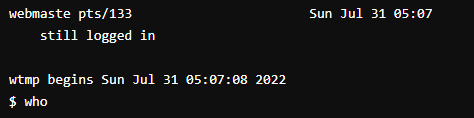 webmaste pts/133 Sun Jul 31 05:07
still logged in
wtmp begins Sun Jul 31 05:07:08 2022
$ who